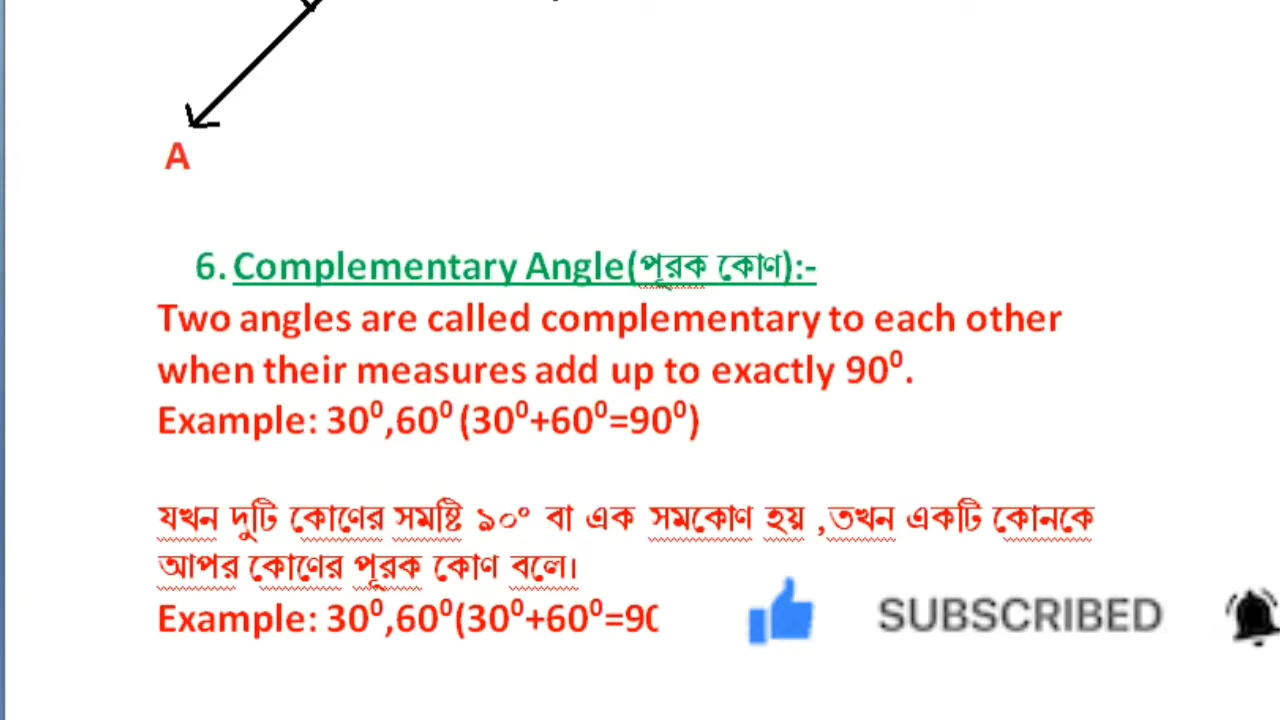 A
6. Complementary Angle(পূরক কোণ):-
Two angles are called complementary to each other
when their measures add up to exactly 90⁰.
Example: 30⁰,60⁰ (30⁰+60⁰=90⁰)
যখন দুটি কোণের সমষ্টি ৯০° বা এক সমকোণ হয় ,তখন একটি কোনকে
আপর কোণের পূরক কোণ বলে।
Example: 30⁰,60⁰(30⁰+60⁰=90
SUBSCRIBED